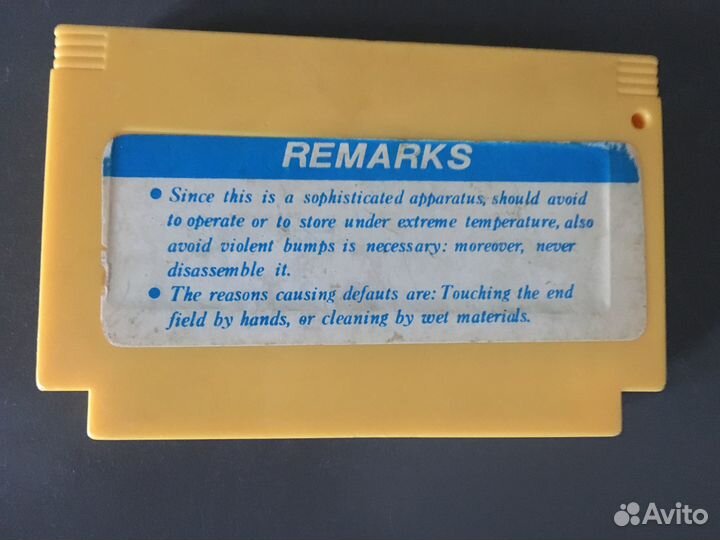 REMARKS
● Since this is a sophisticated apparatus, should avoid
to operate or to store under extreme temperature, also
avoid violent bumps is necessary: moreover, never
disassemble it.
● The reasons causing defauts are: Touching the end
field by hands, or cleaning by wet materials.
Avito